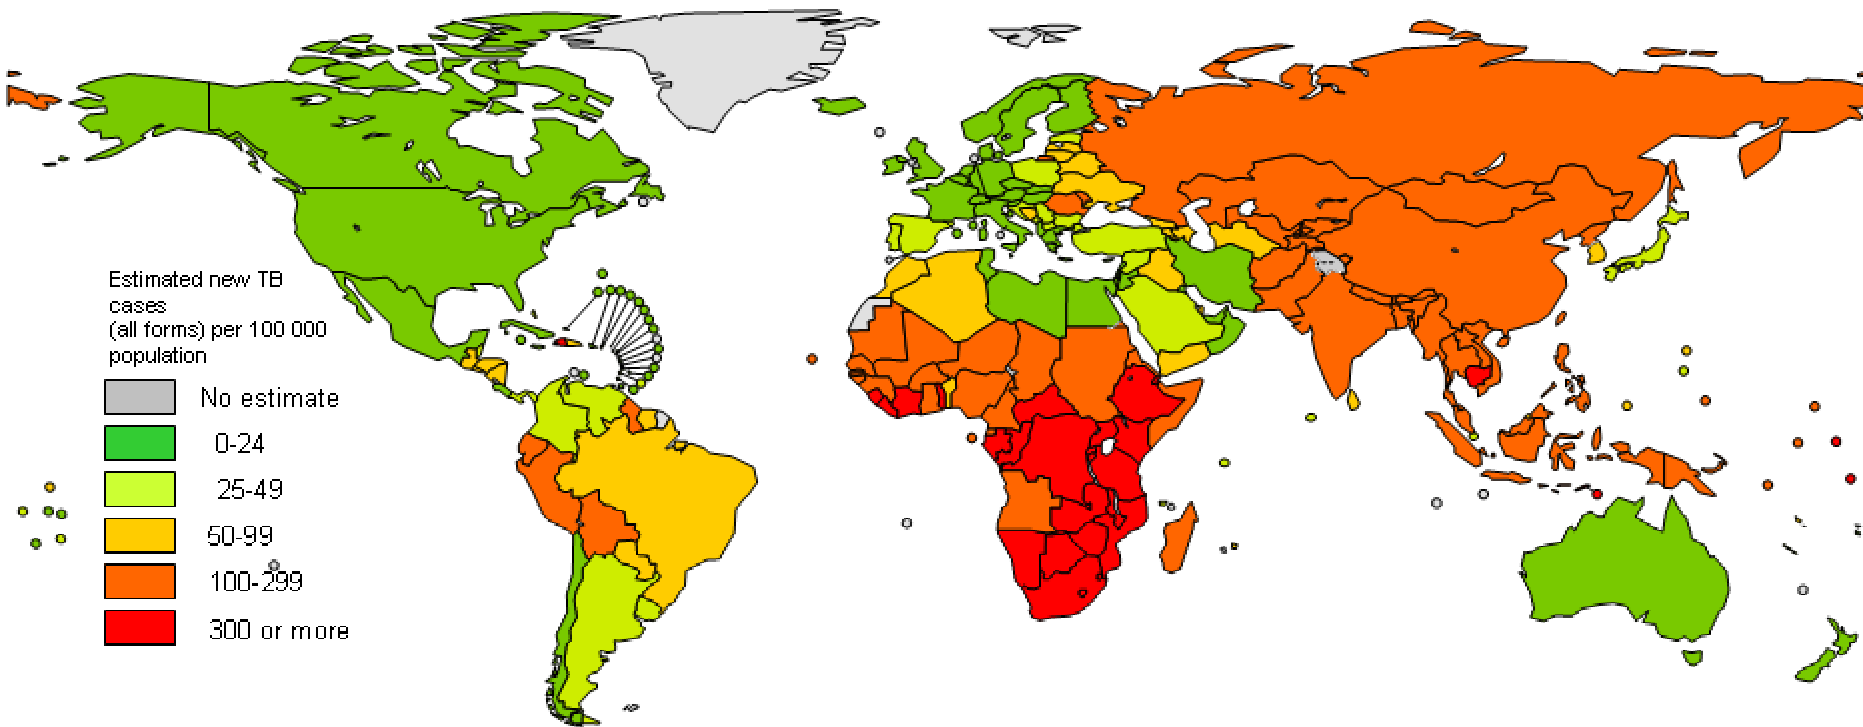 Estimated new TB
cases
(all forms) per 100 000
population
No estimate
0-24
25-49
50-99
100-299
300 or more